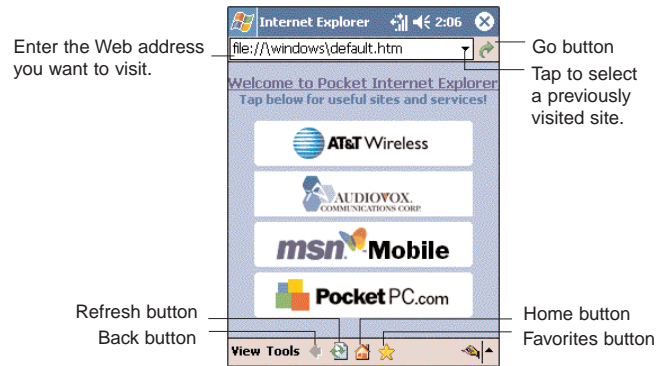 Internet Explorer 2:06
Enter the Web address
you want to visit.
file://\windows\default.htm
Go button
Tap to select
a previously
visited site.
Welcome to Pocket Internet Explorer
Tap below for useful sites and services!
AT&T Wireless
AUDIOVOX
COMMUNICATIONS CORP.
msn Mobile
PocketPC.com
Refresh button
Back button
Home button
Favorites button
View Tools